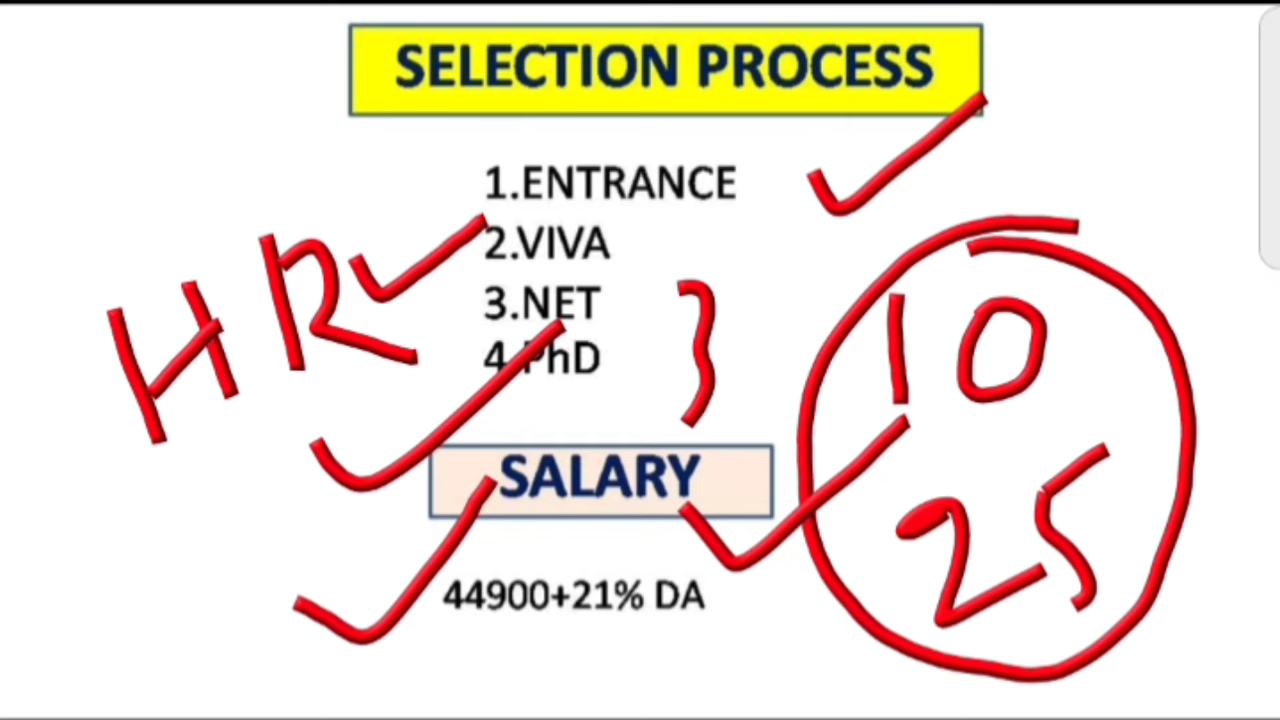 SELECTION PROCESS
1.ENTRANCE
2.VIVA
3.NET
4.PhD
HR
10
25
SALARY
44900+21% DA